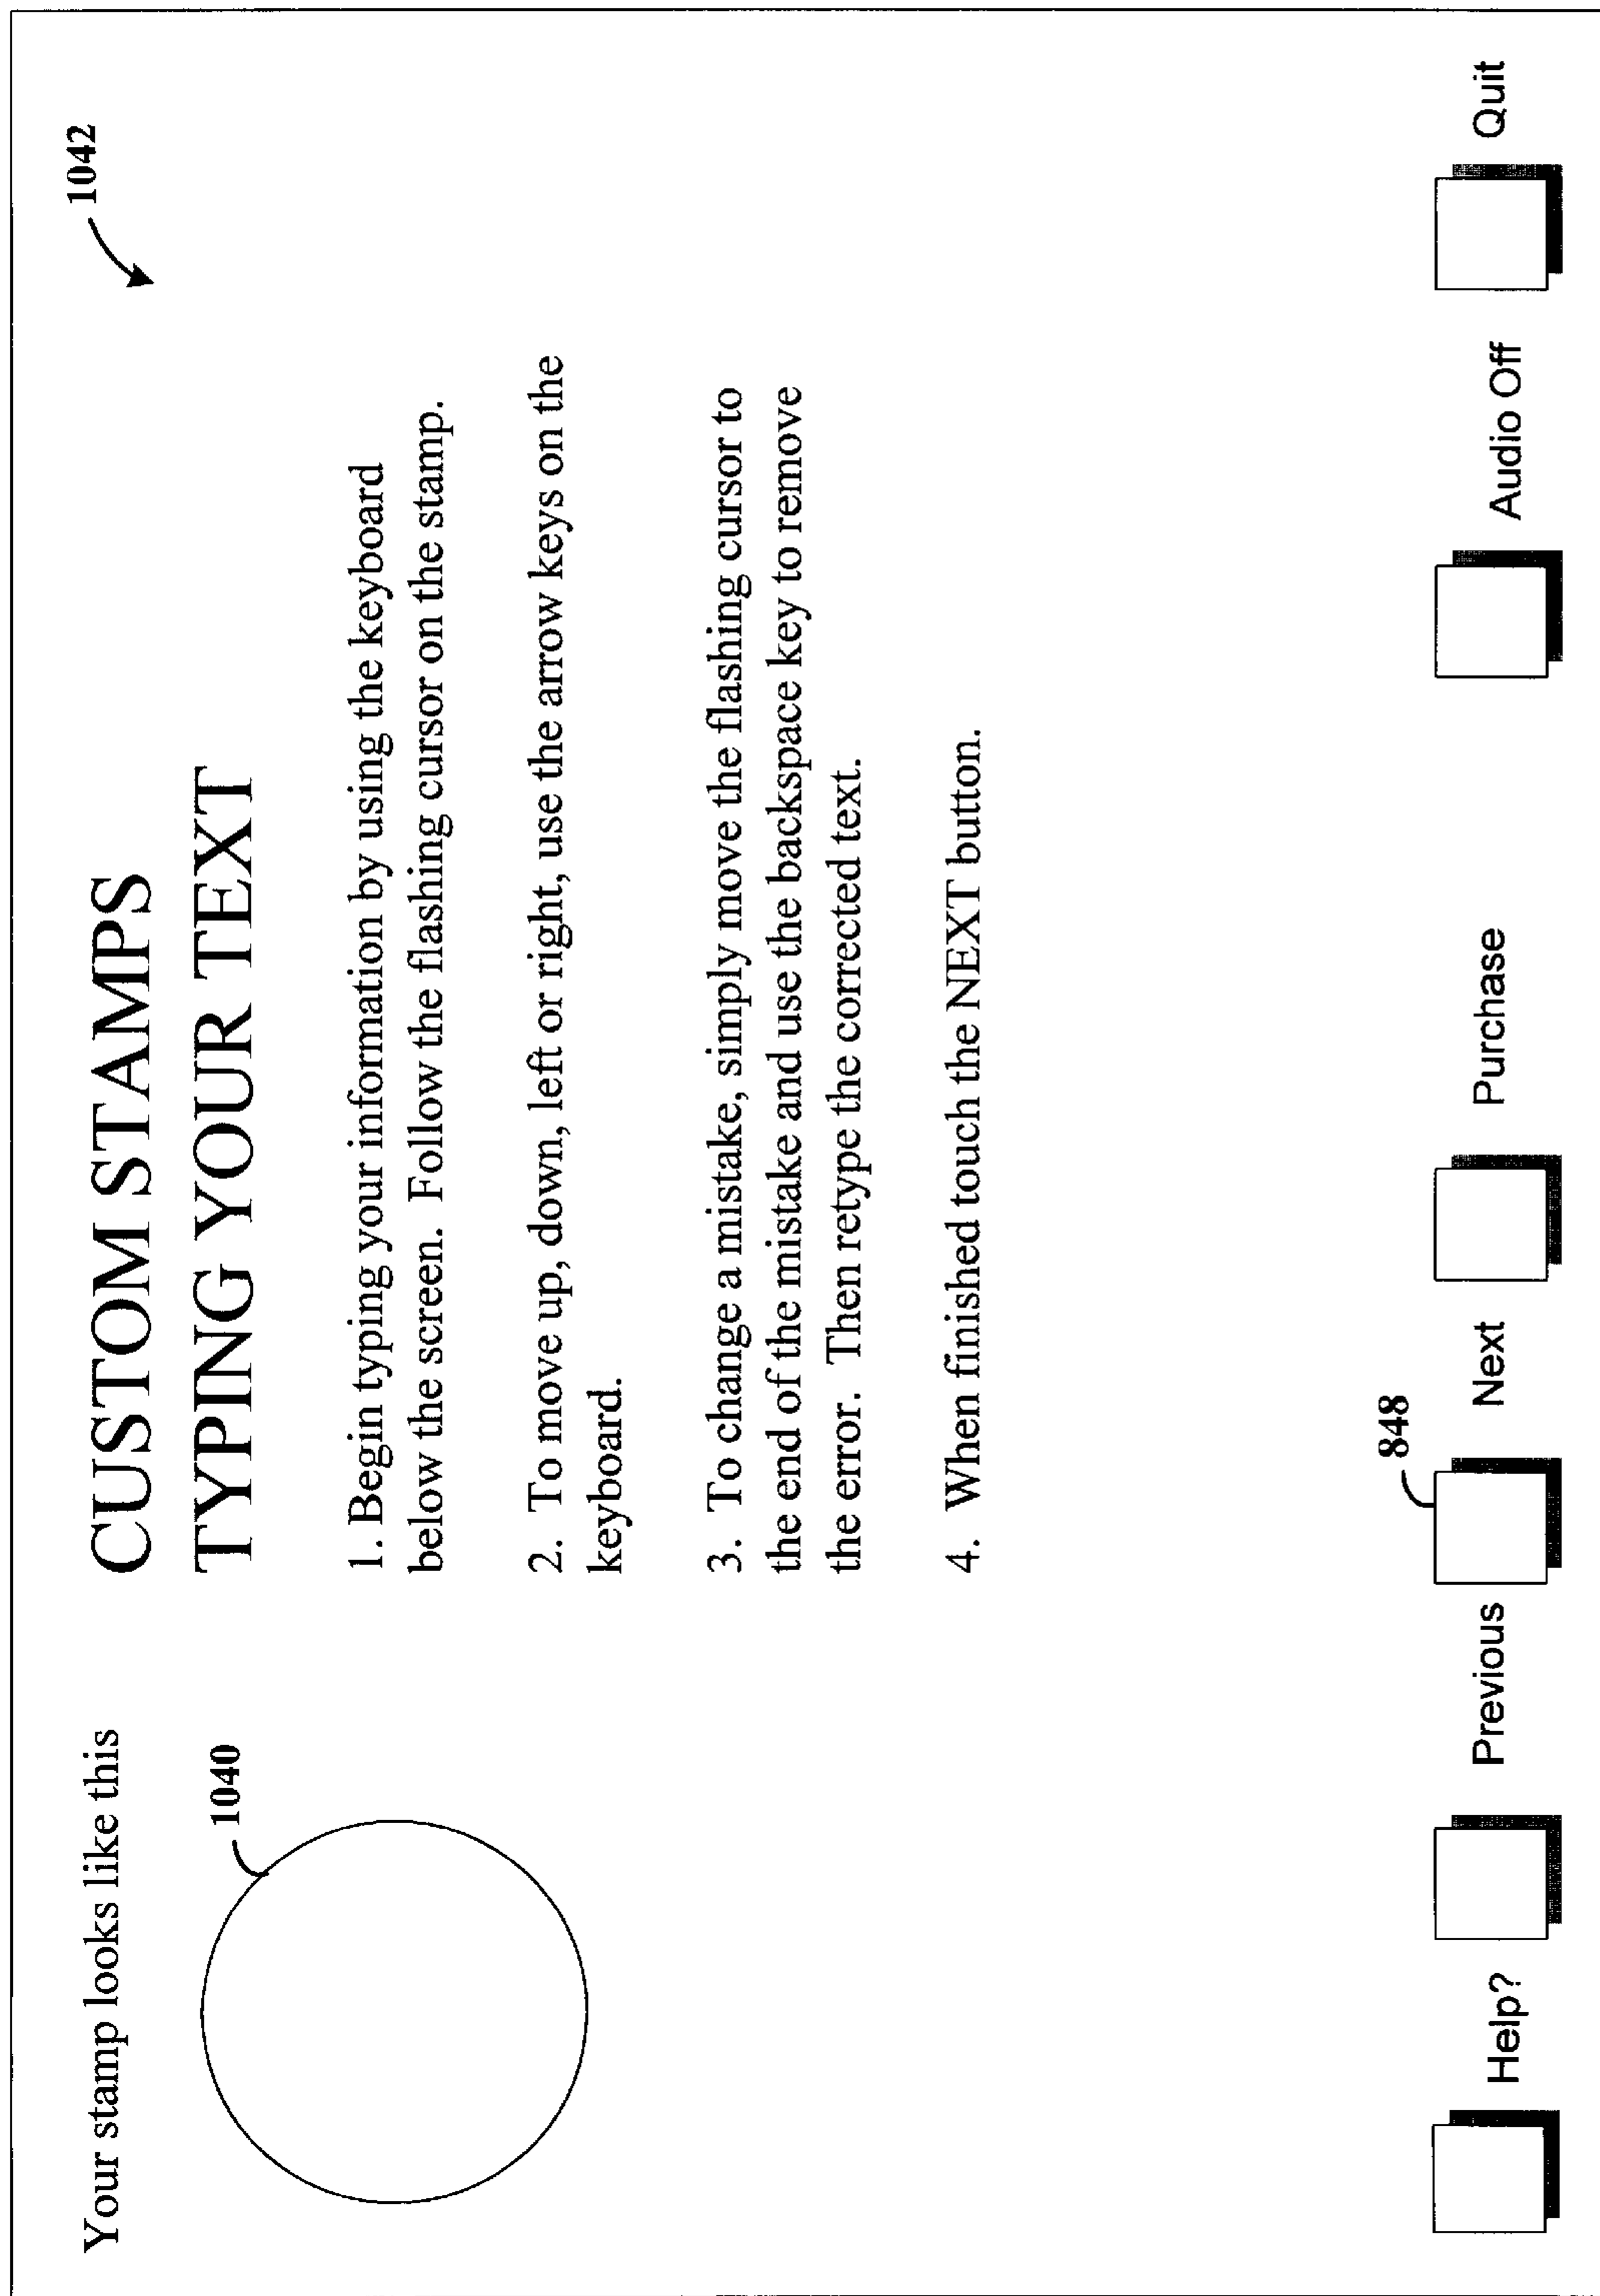 Your stamp looks like this
1040
CUSTOM STAMPS
TYPING YOUR TEXT
1042
1. Begin typing your information by using the keyboard
below the screen.  Follow the flashing cursor on the stamp.
2.  To move up, down, left or right, use the arrow keys on the
keyboard.
3.  To change a mistake, simply move the flashing cursor to
the end of the mistake and use the backspace key to remove
the error.  Then retype the corrected text.
4.  When finished touch the NEXT button.
848
Help?
Previous
Next
Purchase
Audio Off
Quit